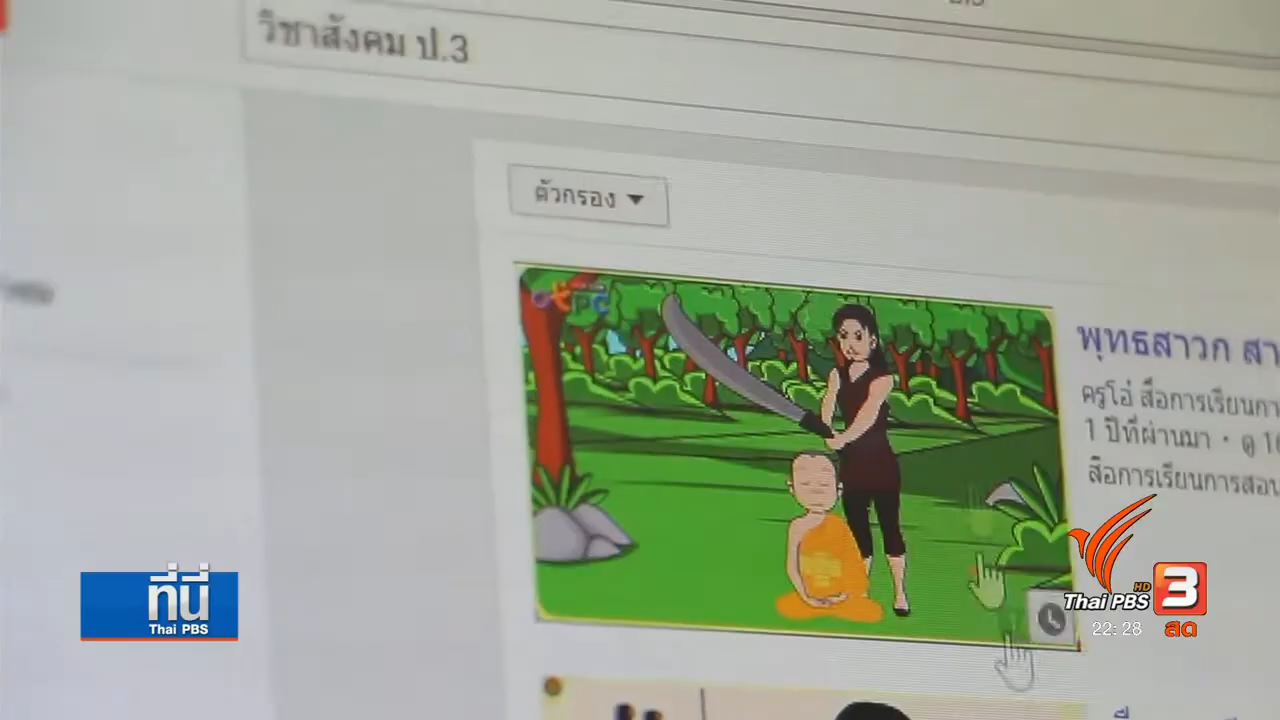 วิชาสังคม ป.3
ตัวกรอง
พุทธสาวก
ครูโอ๋ สื่อการเรียนกา
1 ปีที่ผ่านมา • ดู
สื่อการเรียนการสอน
ที่นี่
Thai PBS
HD
Thai PBS 3
22:28 สด